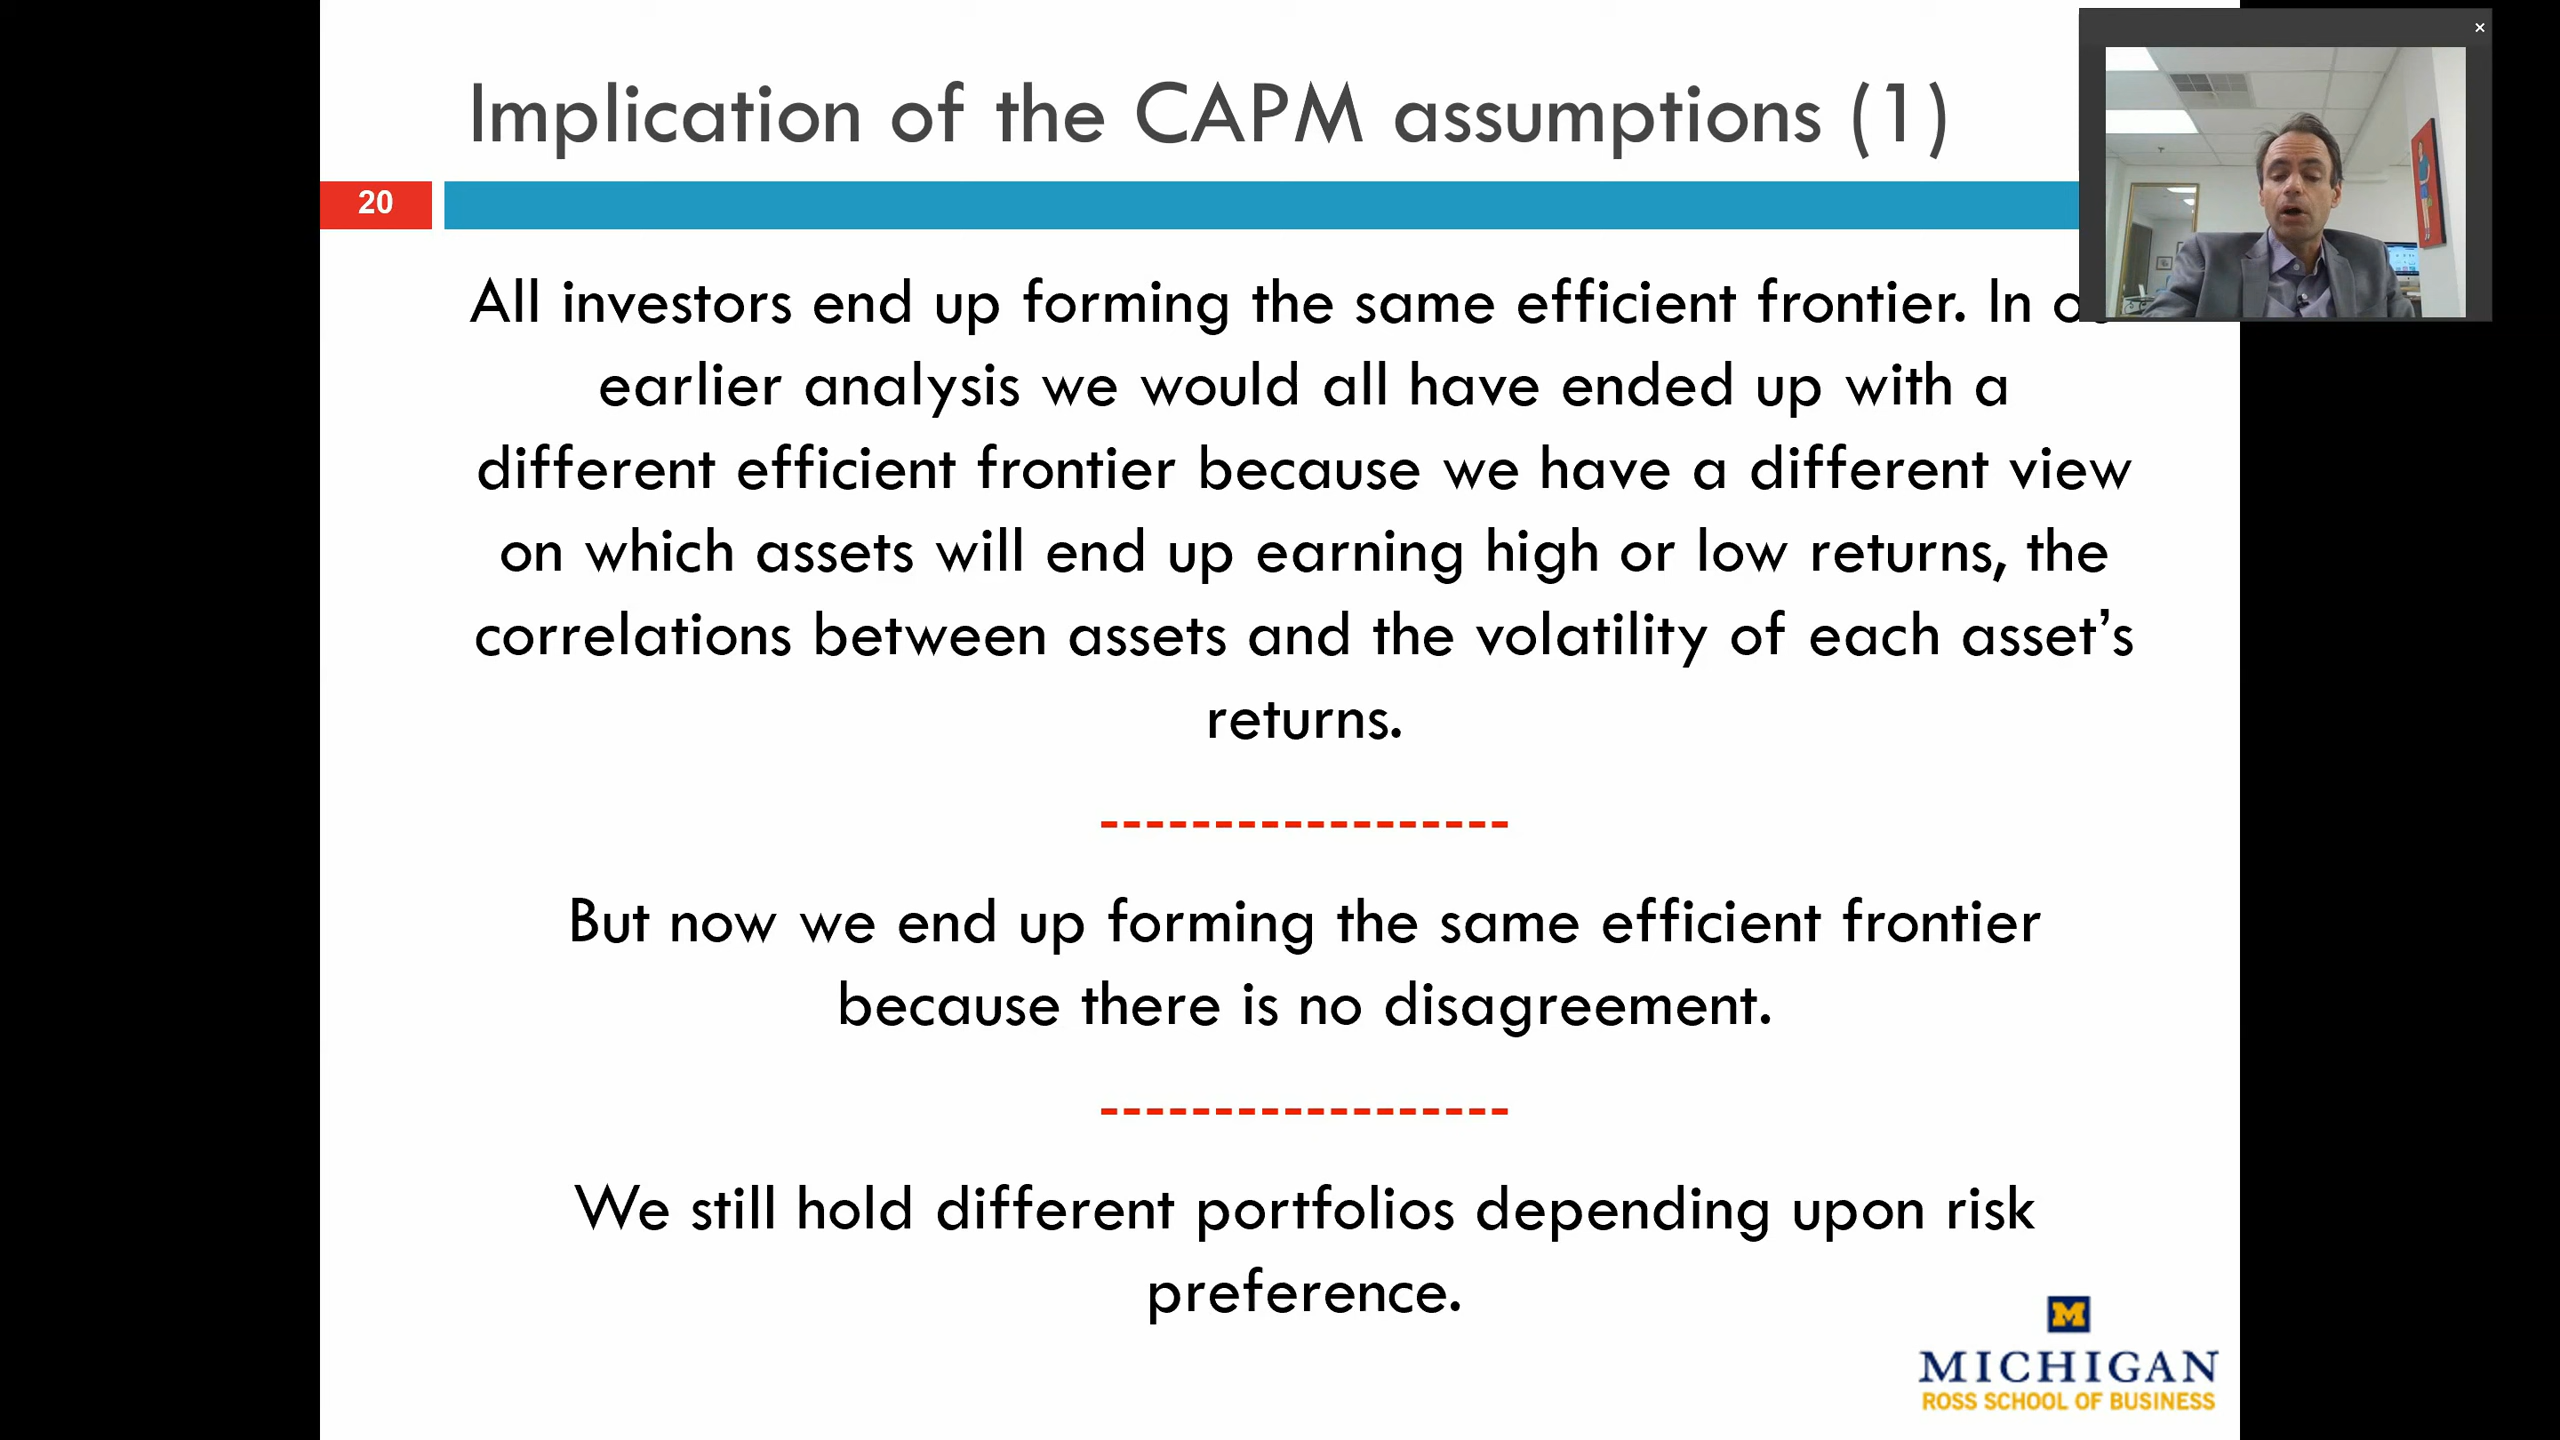 Implication of the CAPM assumptions (1)
20
All investors end up forming the same efficient frontier. In
earlier analysis we would all have ended up with a
different efficient frontier because we have a different view
on which assets will end up earning high or low returns, the
correlations between assets and the volatility of each asset’s
returns.
-------------------
But now we end up forming the same efficient frontier
because there is no disagreement.
-------------------
We still hold different portfolios depending upon risk
preference.
M
MICHIGAN
ROSS SCHOOL OF BUSINESS